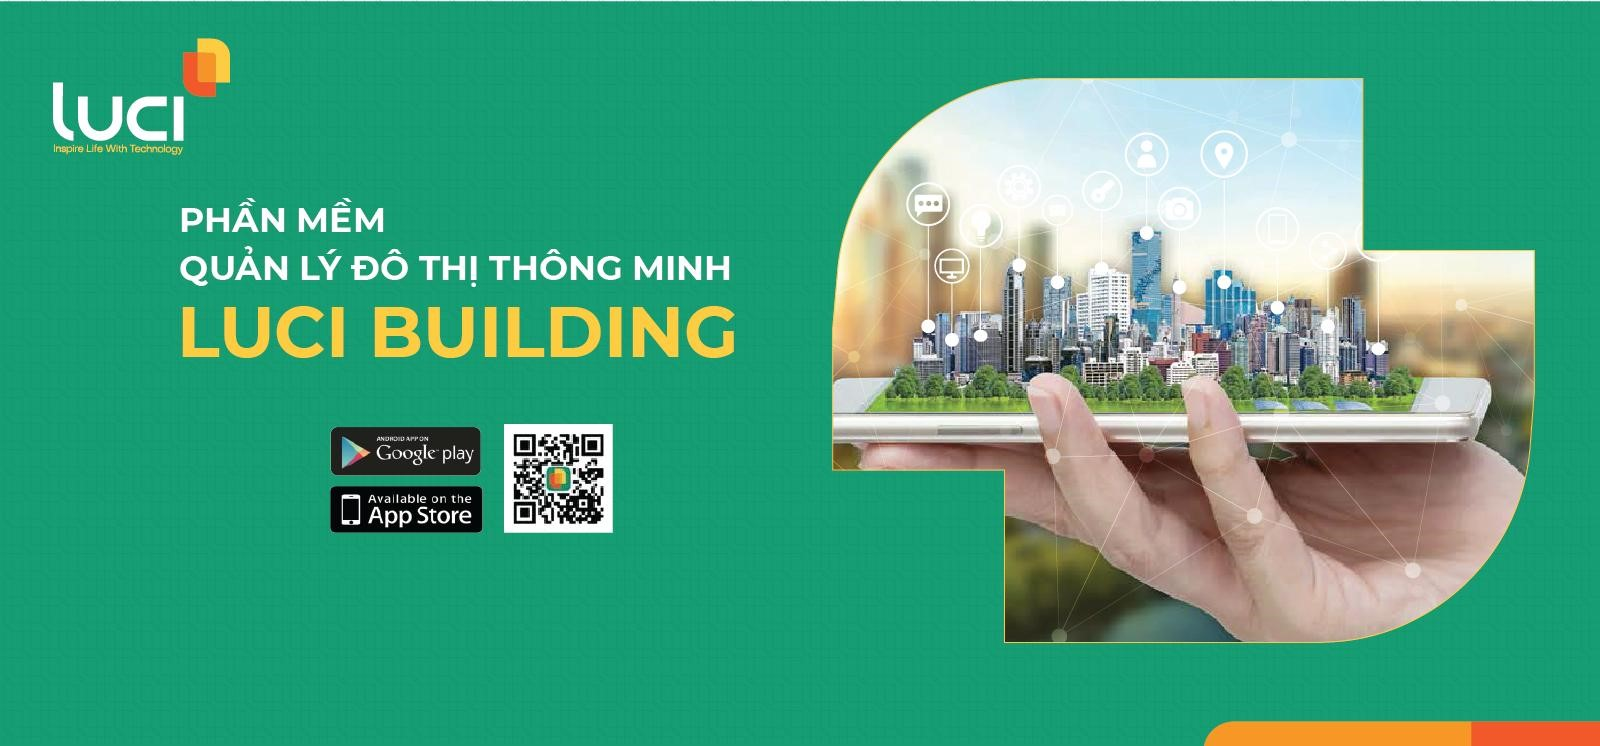 luci
Inspire Life With Technology
PHẦN MỀM
QUẢN LÝ ĐÔ THỊ THÔNG MINH
LUCI BUILDING
ANDROID APP ON
Google play
Available on the
App Store